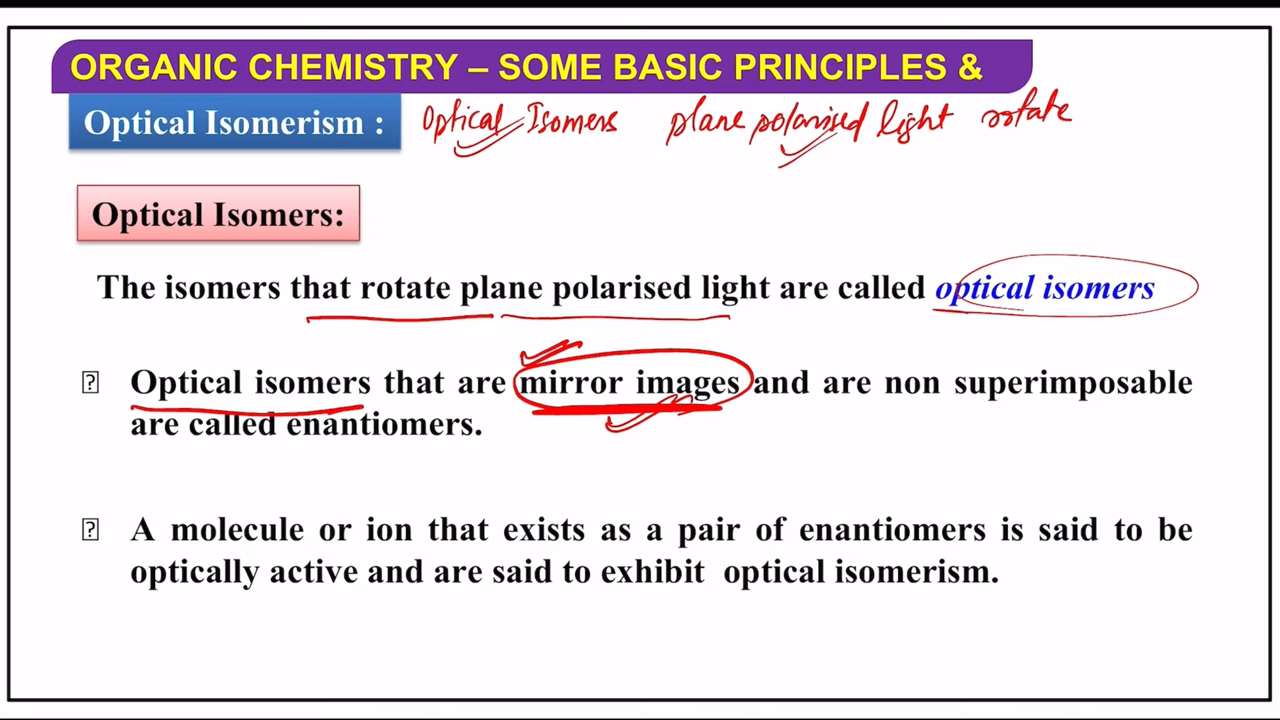 ORGANIC CHEMISTRY – SOME BASIC PRINCIPLES &
Optical Isomerism : Optical Isomers plane polarised light rotate
Optical Isomers:
The isomers that rotate plane polarised light are called optical isomers
Optical isomers that are mirror images and are non superimposable
are called enantiomers.
A molecule or ion that exists as a pair of enantiomers is said to be
optically active and are said to exhibit optical isomerism.